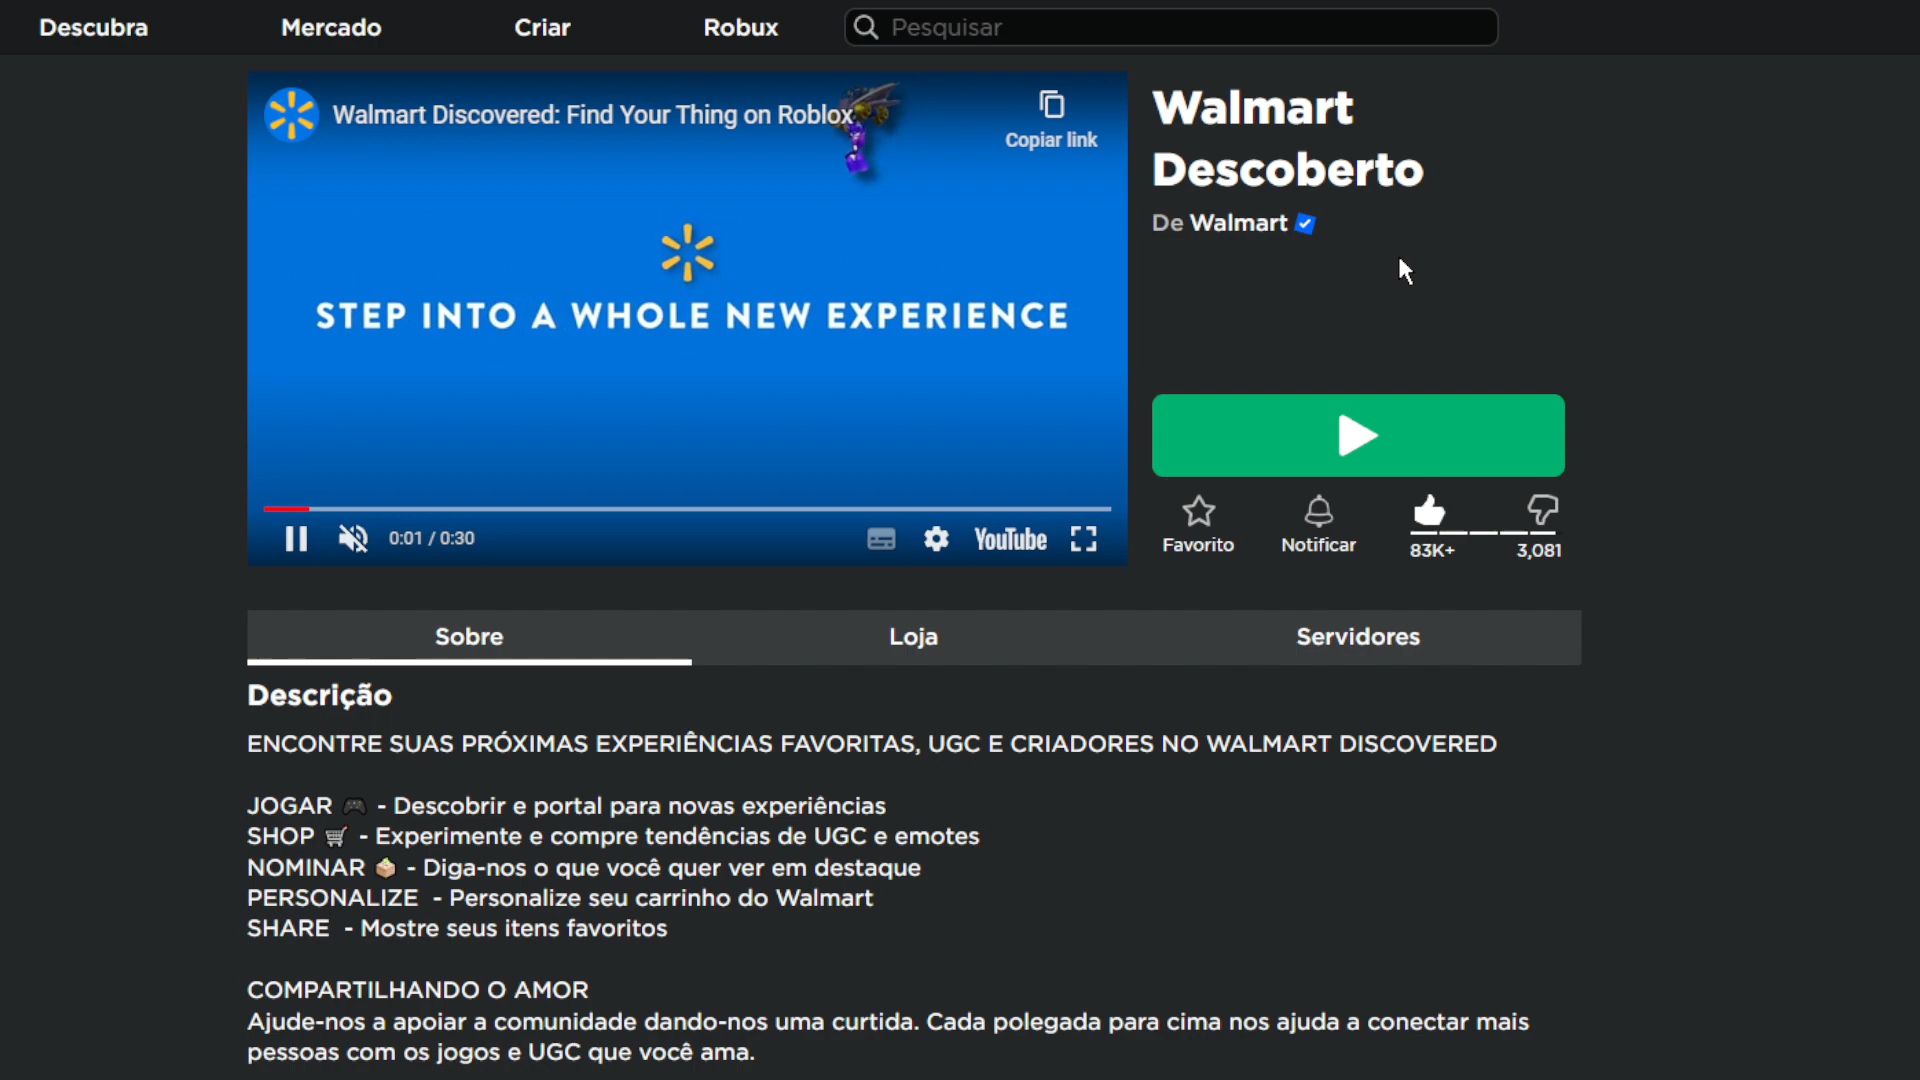 Descubra Mercado Criar Robux Pesquisar
Walmart Discovered: Find Your Thing on Roblox
Copiar link
STEP INTO A WHOLE NEW EXPERIENCE
0:01 / 0:30 YouTube
Walmart
Descoberto
De Walmart
Favorito Notificar 83K+ 3,081
Sobre Loja Servidores
Descrição
ENCONTRE SUAS PRÓXIMAS EXPERIÊNCIAS FAVORITAS, UGC E CRIADORES NO WALMART DISCOVERED
JOGAR 🎮 - Descobrir e portal para novas experiências
SHOP 🛒 - Experimente e compre tendências de UGC e emotes
NOMINAR 🗳️ - Diga-nos o que você quer ver em destaque
PERSONALIZE - Personalize seu carrinho do Walmart
SHARE - Mostre seus itens favoritos
COMPARTILHANDO O AMOR
Ajude-nos a apoiar a comunidade dando-nos uma curtida. Cada polegada para cima nos ajuda a conectar mais
pessoas com os jogos e UGC que você ama.